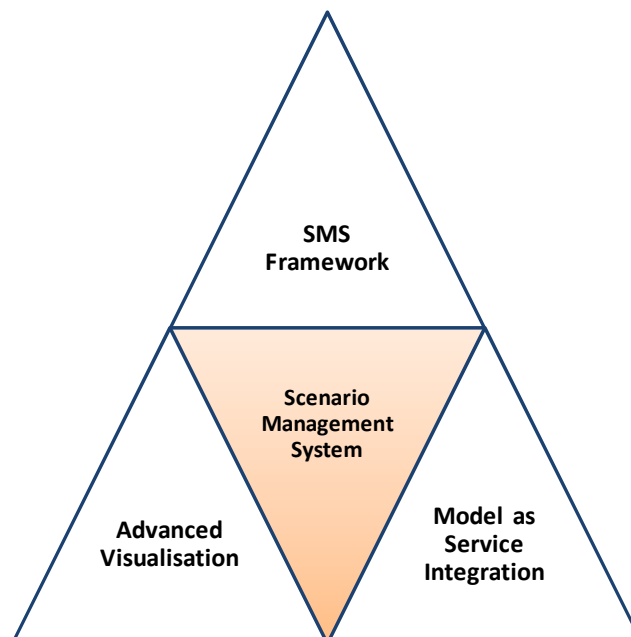 SMS
Framework
Scenario
Management
System
Advanced
Visualisation
Model as
Service
Integration